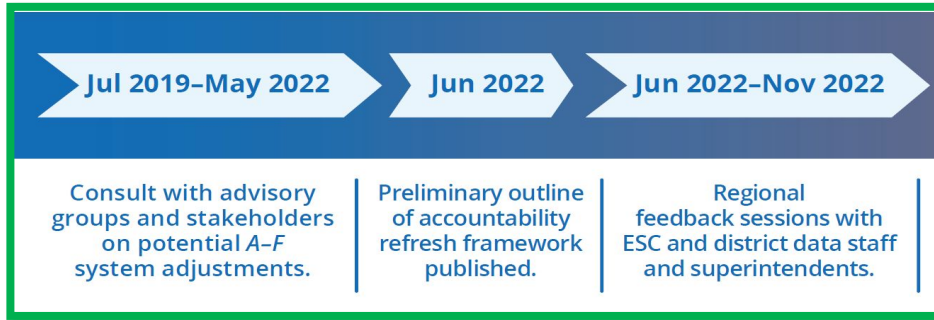 Jul 2019–May 2022
Jun 2022
Jun 2022–Nov 2022
Consult with advisory
groups and stakeholders
on potential A–F
system adjustments.
Preliminary outline
of accountability
refresh framework
published.
Regional
feedback sessions with
ESC and district data staff
and superintendents.